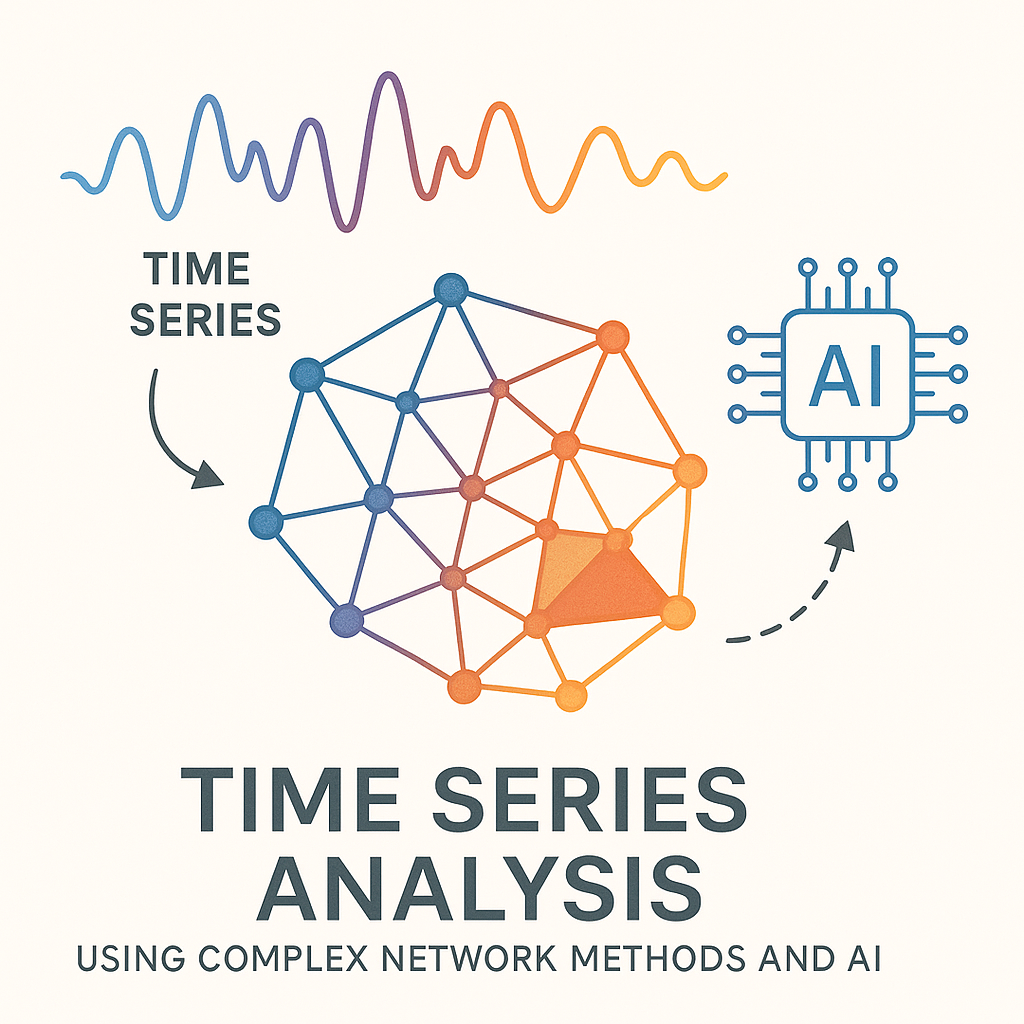 TIME
SERIES
AI
TIME SERIES
ANALYSIS
USING COMPLEX NETWORK METHODS AND AI